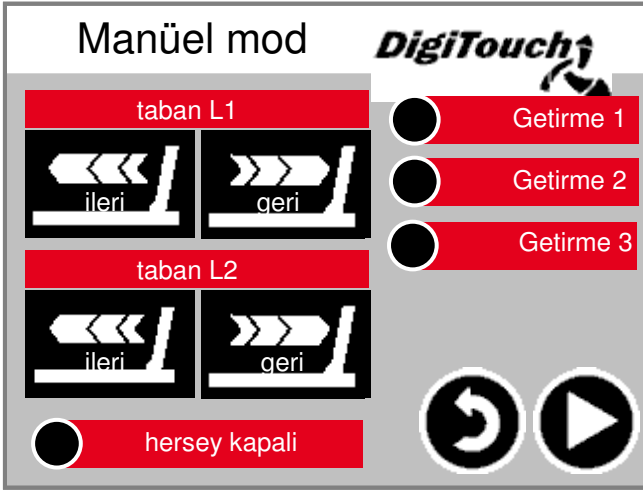 Manüel mod
DigiTouch
taban L1
ileri
geri
taban L2
ileri
geri
hersey kapali
Getirme 1
Getirme 2
Getirme 3